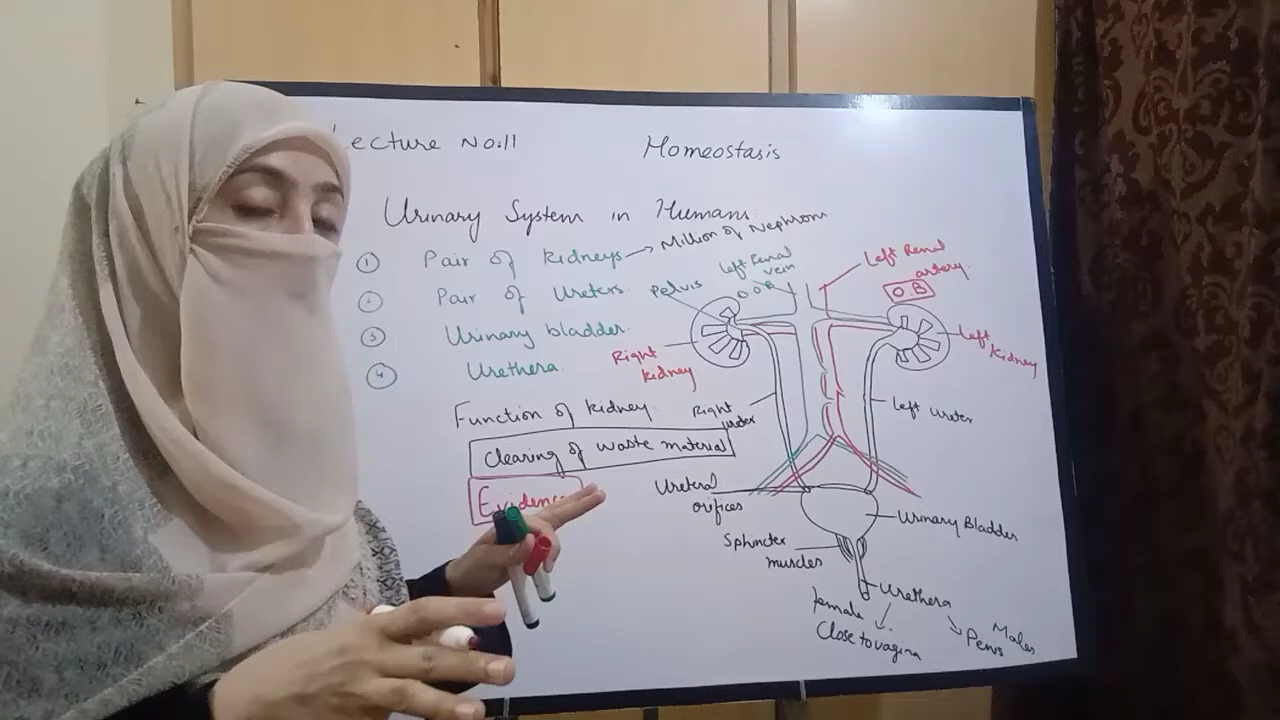 Lecture No:11
Homeostasis
Urinary System in Humans
① Pair of kidneys → Million of Nephrons
② Pair of Ureters
③ Urinary bladder
④ Urethera
Function of kidney.
Clearing of waste material
Evidence
Pelvis
Left Renal
vein
O O B
Left Renal
artery.
O B
Right
kidney
Left
kidney
Right
ureter
Left Ureter
Ureteral
orifices
Urinary Bladder
Sphincter
muscles
Urethera
female
Close to vagina
Males
Penis